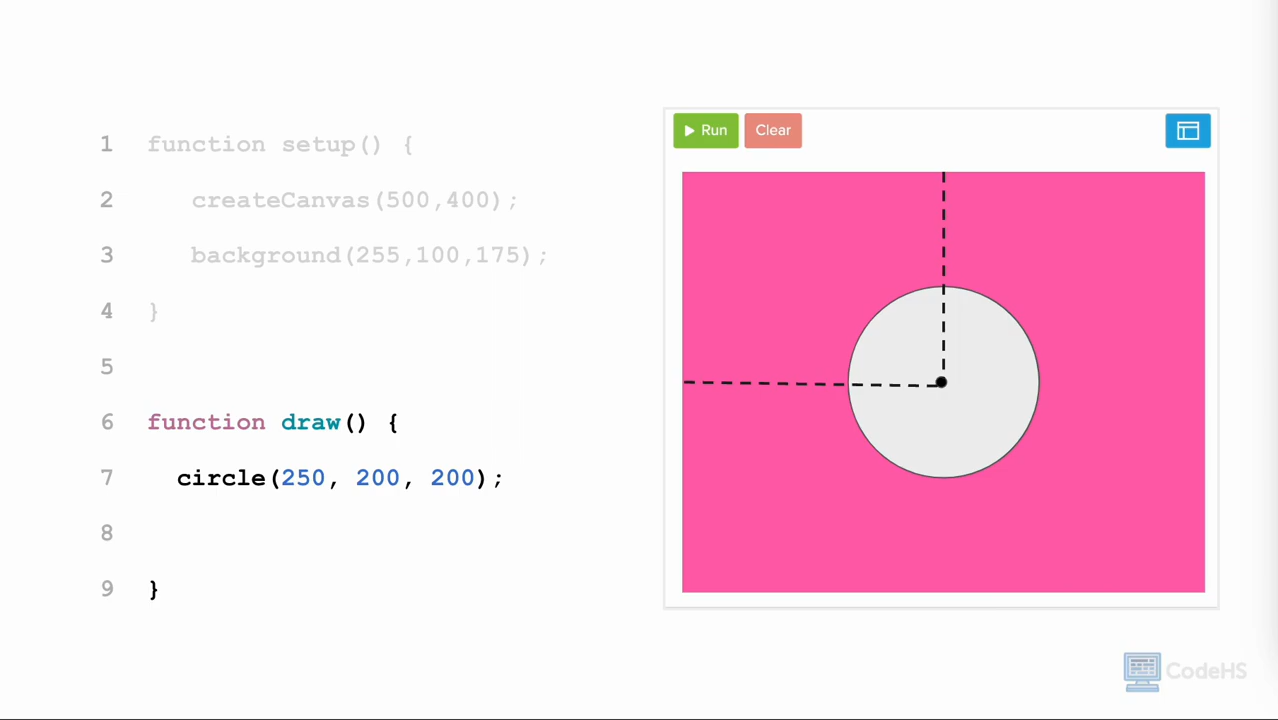 1 function setup() {
2 createCanvas(500,400);
3 background(255,100,175);
4 }
5
6 function draw() {
7 circle(250, 200, 200);
8
9 }
Run Clear
CodeHS